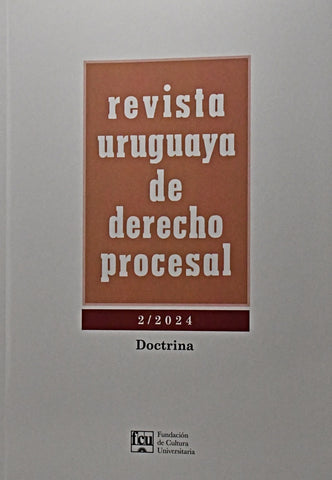 revista
uruguaya
de
derecho
procesal
2/2024
Doctrina
fcu
Fundación
de Cultura
Universitaria